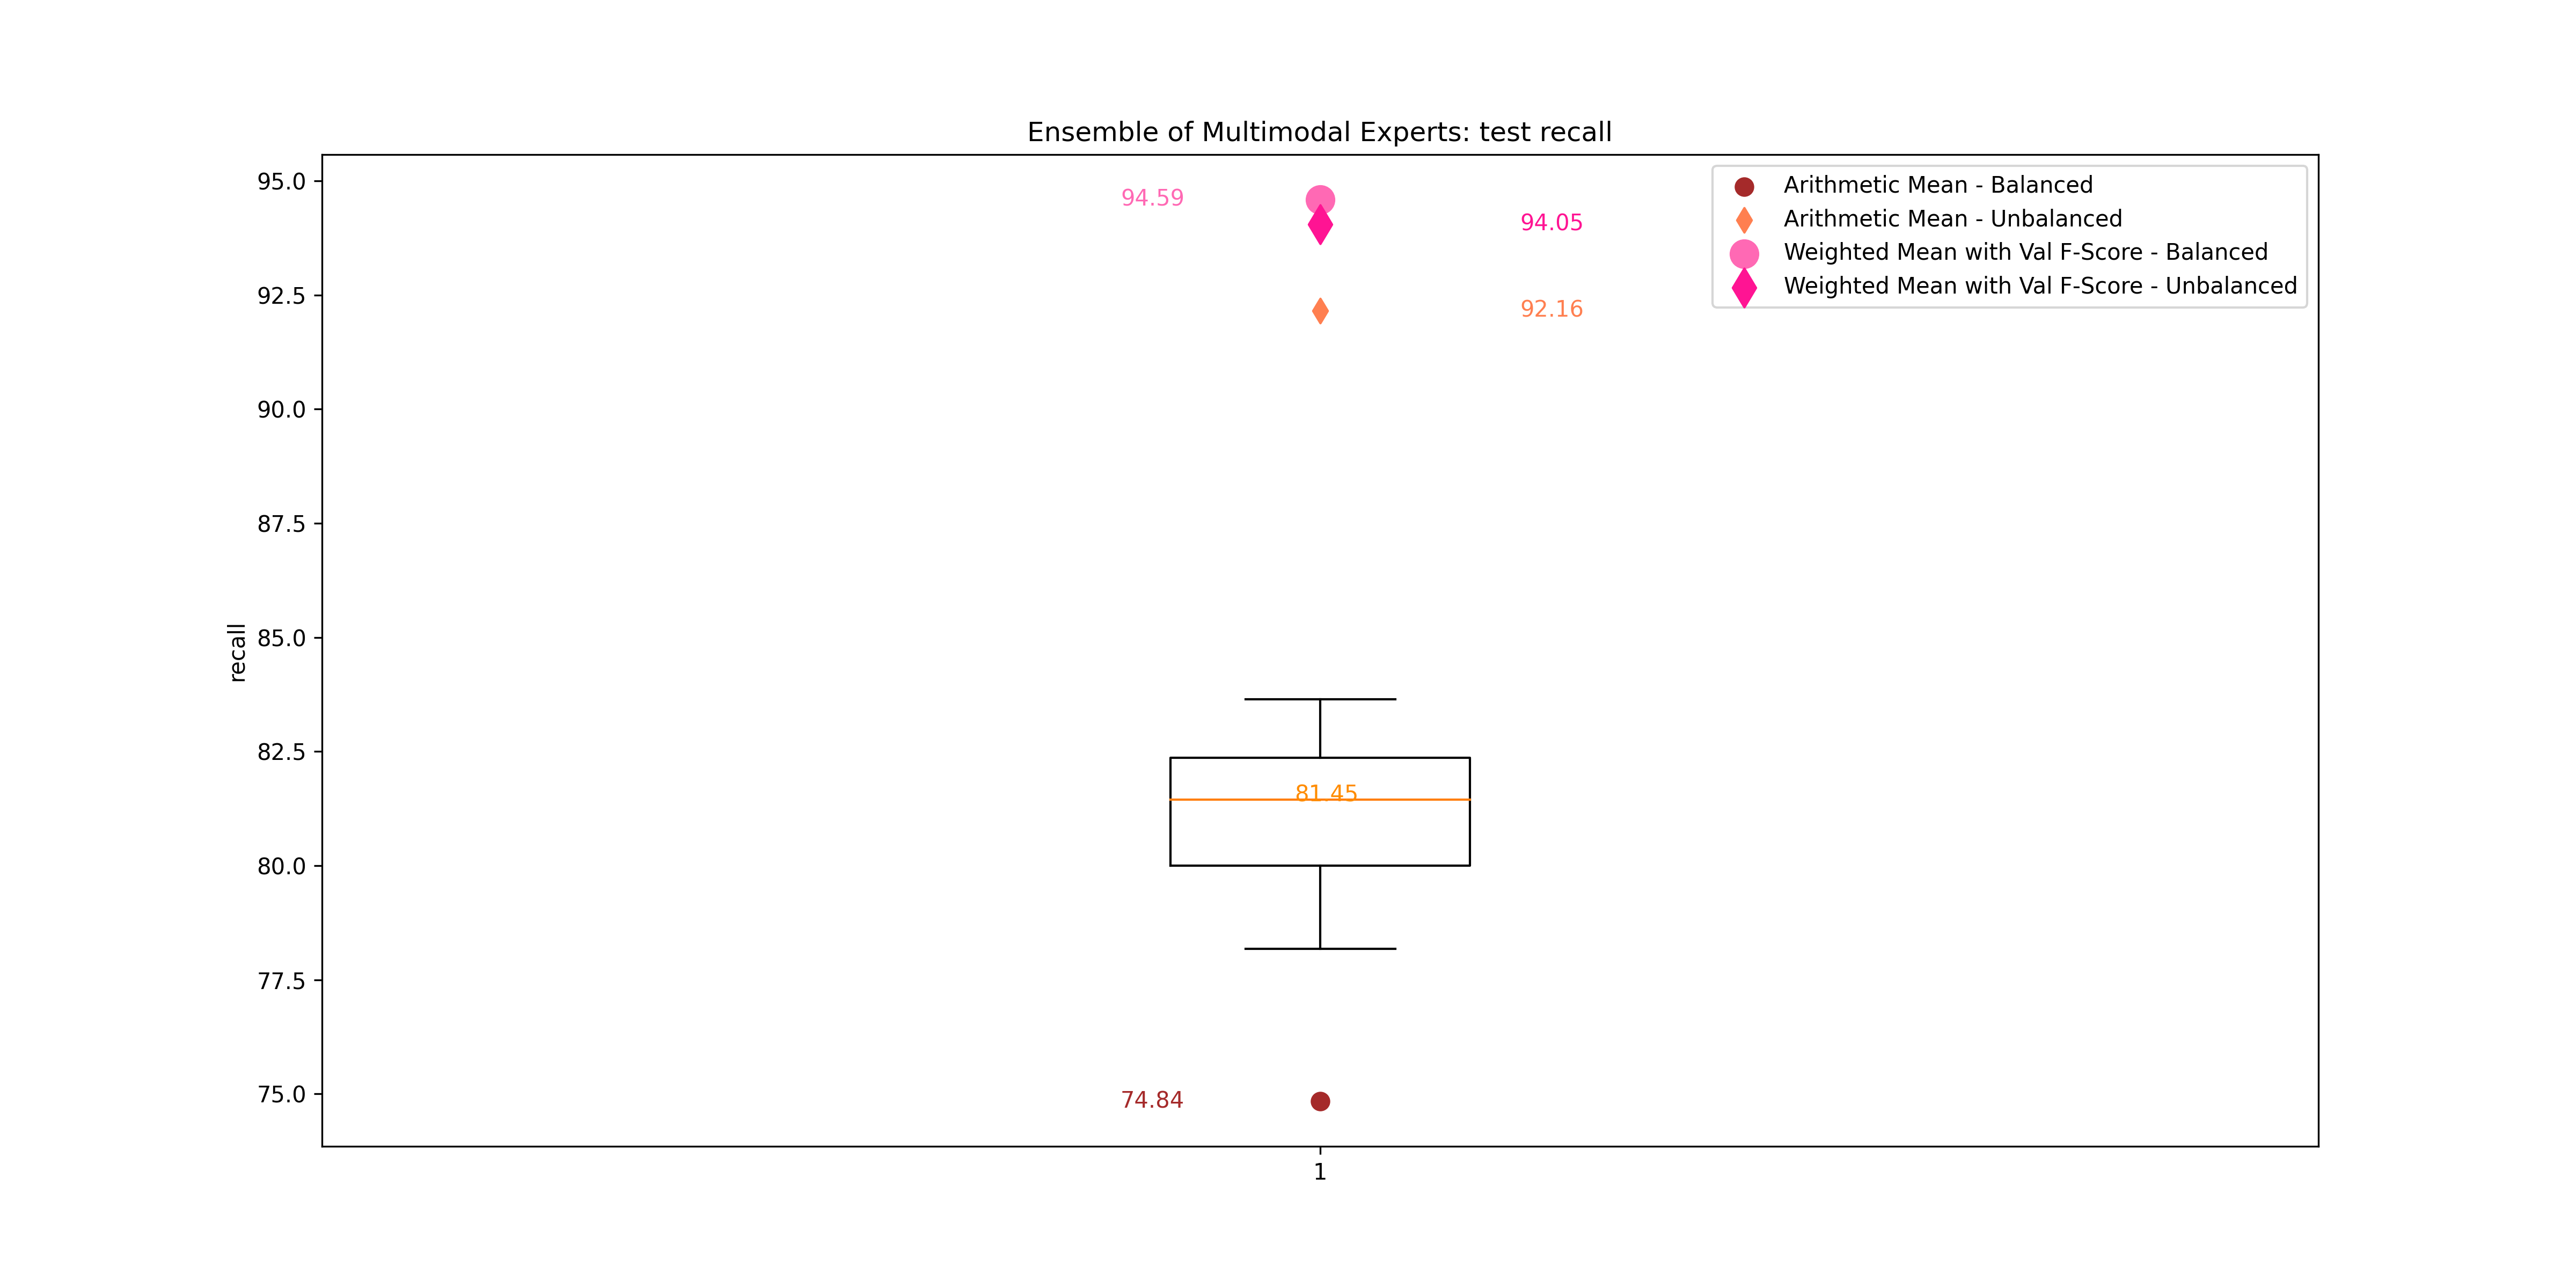 Ensemble of Multimodal Experts: test recall
95.0
92.5
90.0
87.5
85.0
82.5
80.0
77.5
75.0
recall
94.59
94.05
92.16
81.45
74.84
1
Arithmetic Mean - Balanced
Arithmetic Mean - Unbalanced
Weighted Mean with Val F-Score - Balanced
Weighted Mean with Val F-Score - Unbalanced